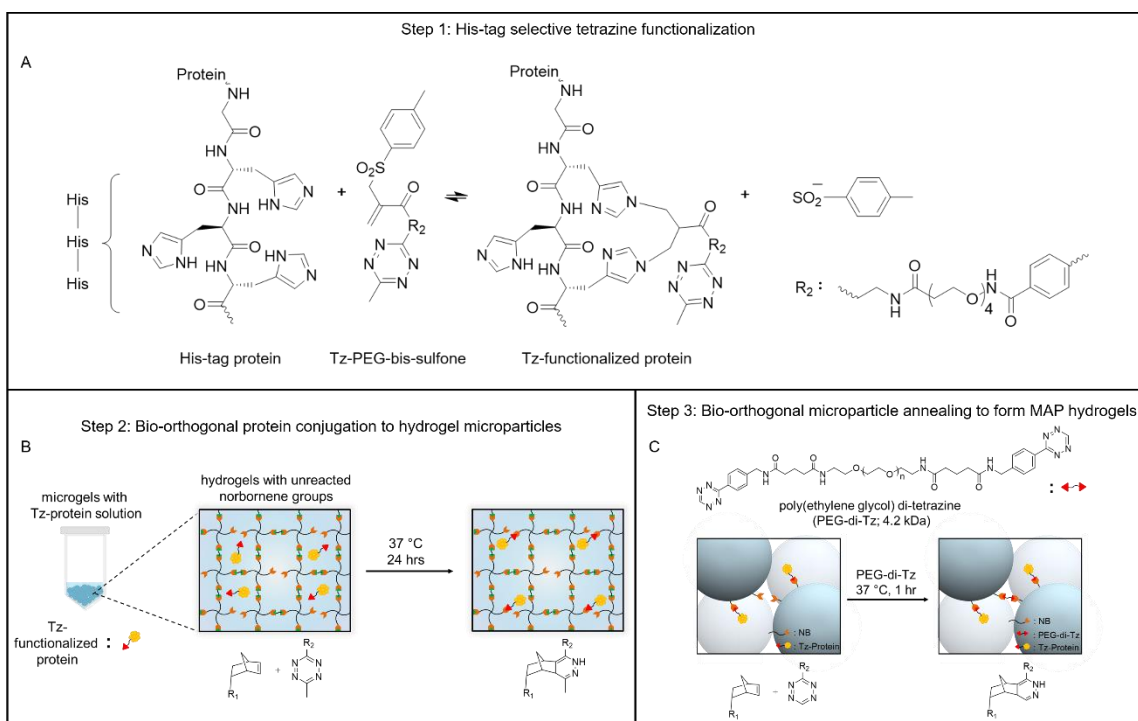 Step 1: His-tag selective tetrazine functionalization
A
Protein
NH
O
HN
O
HN
N
NH
O
N
NH
HN
HN
N
O
His
His
His
+
SO2
O
R2
N
N
N
N
Protein
NH
O
HN
O
N
N
NH
O
N
NH
HN
N
N
O
O
R2
N
N
N
N
+
SO2
R2 :
N
H
O
O
4
HN
O
His-tag protein
Tz-PEG-bis-sulfone
Tz-functionalized protein
Step 2: Bio-orthogonal protein conjugation to hydrogel microparticles
B
microgels with
Tz-protein solution
Tz-
functionalized :
protein
hydrogels with unreacted
norbornene groups
37 °C
24 hrs
R1
+
R2
N
N
N
N
R1
R2
NH
N
Step 3: Bio-orthogonal microparticle annealing to form MAP hydrogels
C
N=N
N
N
H
N
O
O
N
H
O
O
n
H
N
O
O
N
H
N
N
N
N
poly(ethylene glycol) di-tetrazine
(PEG-di-Tz; 4.2 kDa)
:
PEG-di-Tz
37 °C, 1 hr
: NB
: Tz-Protein
: NB
: PEG-di-Tz
: Tz-Protein
R1
R2
N
N
N
N
R1
R2
NH
N